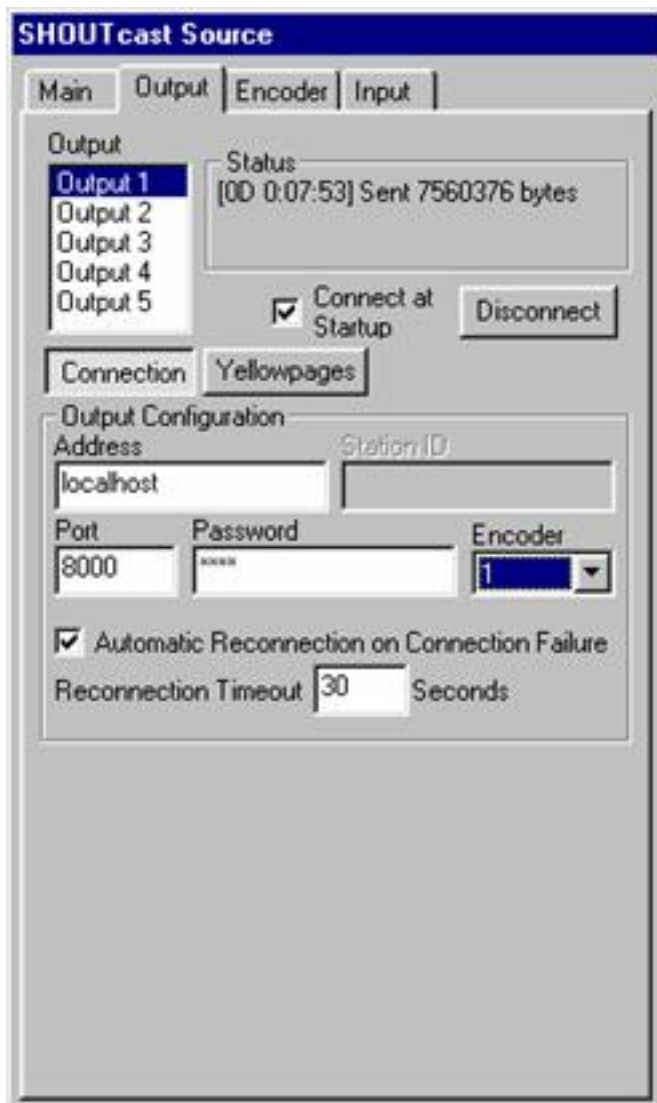 SHOUTcast Source
Main Output Encoder Input
Output
Output 1
Output 2
Output 3
Output 4
Output 5
Status
[0D 0:07:53] Sent 7560376 bytes
Connect at
Startup
Disconnect
Connection Yellowpages
Output Configuration
Address Station ID
localhost
Port Password Encoder
8000 **** 1
Automatic Reconnection on Connection Failure
Reconnection Timeout 30 Seconds